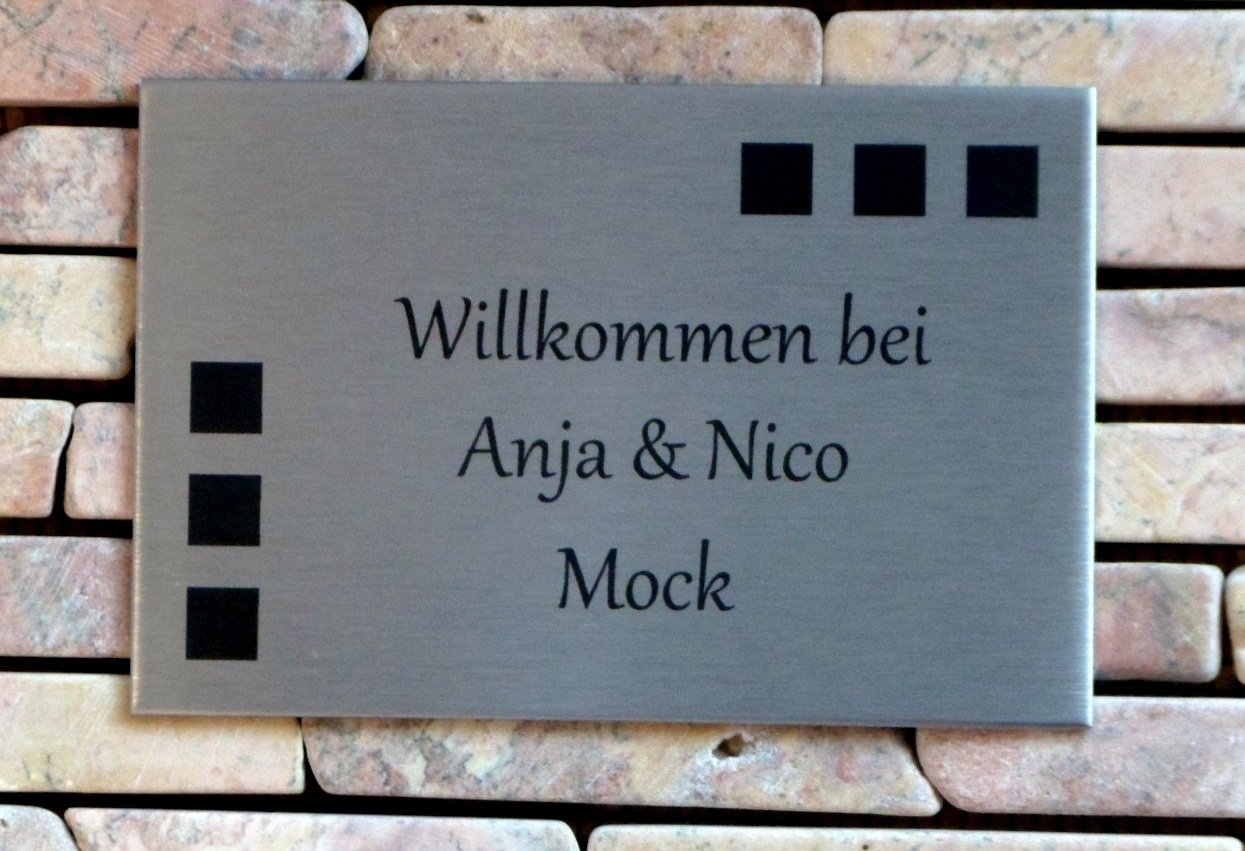 Willkommen bei
Anja & Nico
Mock